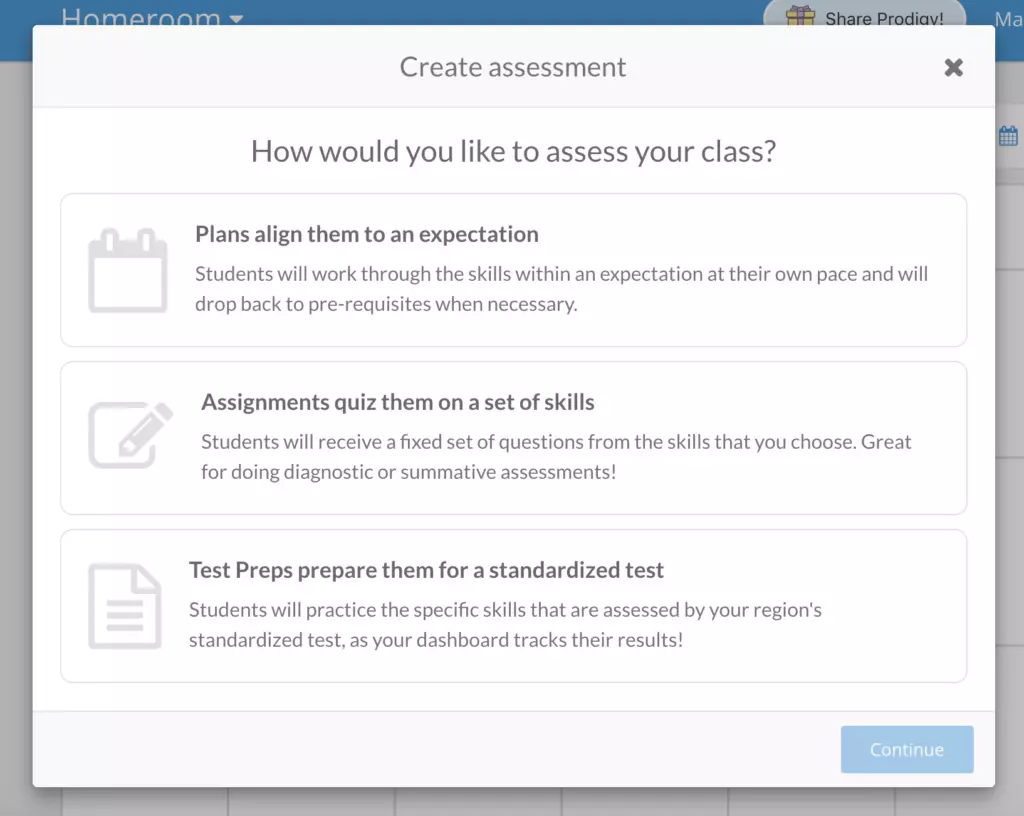 Homeroom
Share Prodigy!
Ma
Create assessment
How would you like to assess your class?
Plans align them to an expectation
Students will work through the skills within an expectation at their own pace and will
drop back to pre-requisites when necessary.
Assignments quiz them on a set of skills
Students will receive a fixed set of questions from the skills that you choose. Great
for doing diagnostic or summative assessments!
Test Preps prepare them for a standardized test
Students will practice the specific skills that are assessed by your region's
standardized test, as your dashboard tracks their results!
Continue